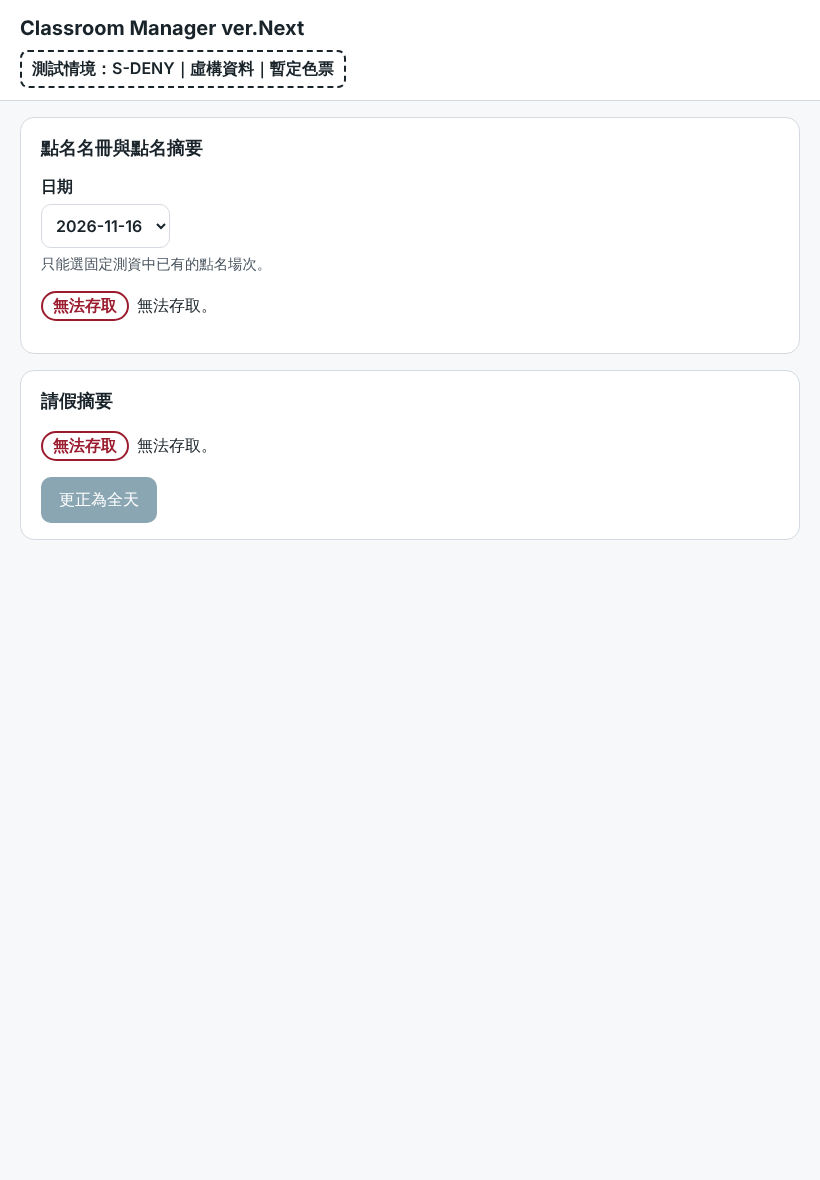 Classroom Manager ver.Next
測試情境：S-DENY｜虛構資料｜暫定色票
點名名冊與點名摘要
日期
2026-11-16
只能選固定測資中已有的點名場次。
無法存取 無法存取。
請假摘要
無法存取 無法存取。
更正為全天